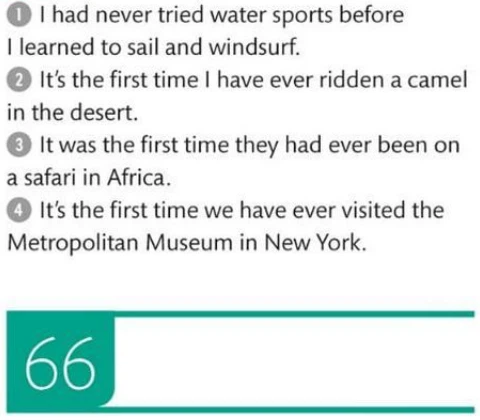 1 I had never tried water sports before
I learned to sail and windsurf.
2 It's the first time I have ever ridden a camel
in the desert.
3 It was the first time they had ever been on
a safari in Africa.
4 It's the first time we have ever visited the
Metropolitan Museum in New York.
66